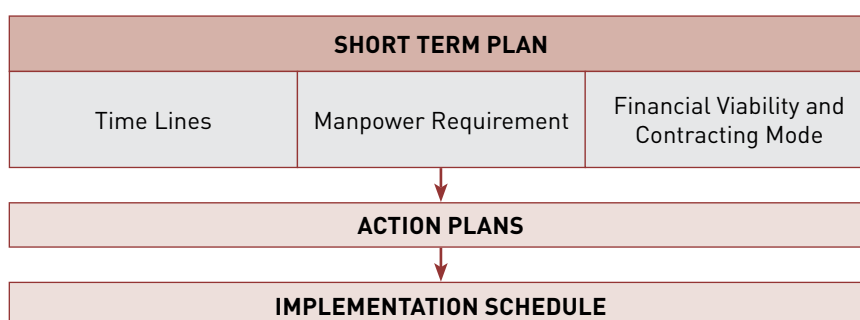 SHORT TERM PLAN
Time Lines
Manpower Requirement
Financial Viability and
Contracting Mode
ACTION PLANS
IMPLEMENTATION SCHEDULE